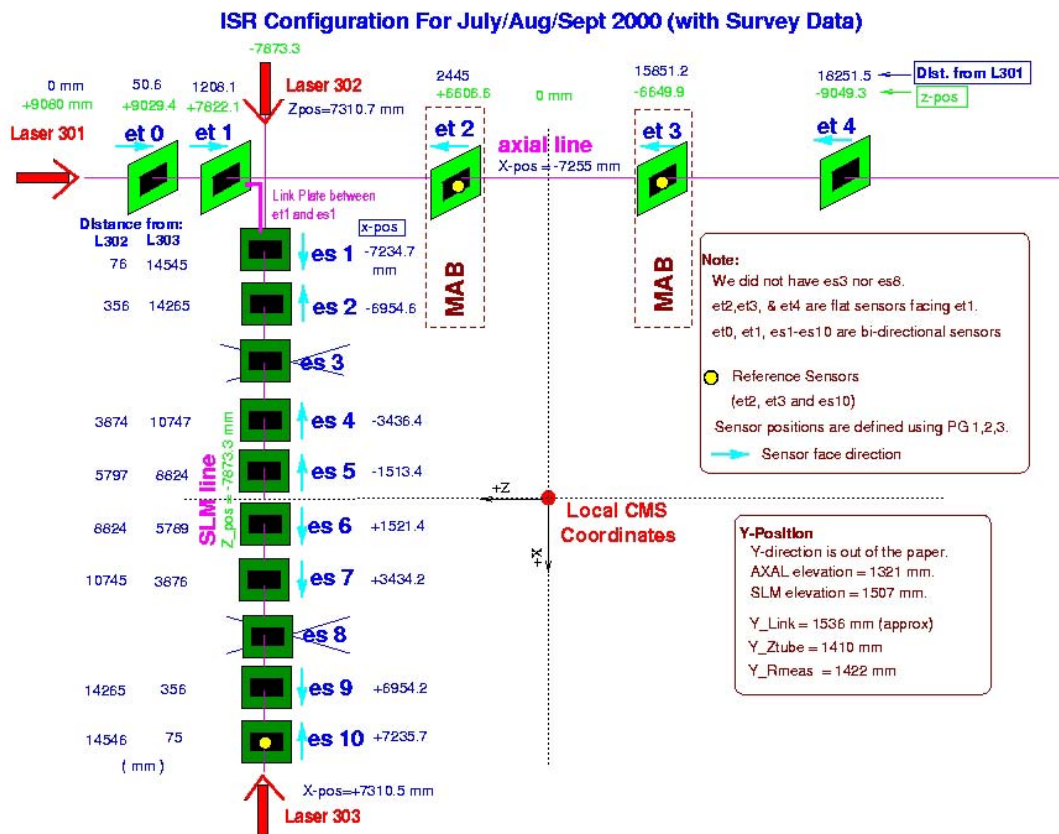 ISR Configuration For July/Aug/Sept 2000 (with Survey Data)
-7873.3
0 mm
+9080 mm
50.6
+9029.4
1208.1
+7822.1
Laser 302
Zpos=7310.7 mm
2445
+6606.6
0 mm
15851.2
-6649.9
18251.5
-9049.3
Dist. from L301
z-pos
Laser 301
et 0
et 1
et 2
axial line
X-pos = -7255 mm
et 3
et 4
Link Plate between
et1 and es1
MAB
MAB
Distance from:
L302 L303
x-pos
76 14545 es 1 -7234.7
mm
356 14265 es 2 -6954.6
es 3
3874 10747 es 4 -3436.4
5797 8824 es 5 -1513.4
SLM line
Z_pos = -7873.3 mm
8824 5789 es 6 +1521.4
10745 3876 es 7 +3434.2
es 8
14265 356 es 9 +6954.2
14546 75 es 10 +7235.7
( mm )
X-pos=+7310.5 mm
Laser 303
+Z
+X
Local CMS
Coordinates
Note:
We did not have es3 nor es8.
et2,et3, & et4 are flat sensors facing et1.
et0, et1, es1-es10 are bi-directional sensors
Reference Sensors
(et2, et3 and es10)
Sensor positions are defined using PG1,2,3.
Sensor face direction
Y-Position
Y-direction is out of the paper.
AXAL elevation = 1321 mm.
SLM elevation = 1507 mm.
Y_Link = 1536 mm (approx)
Y_Ztube = 1410 mm
Y_Rmeas = 1422 mm